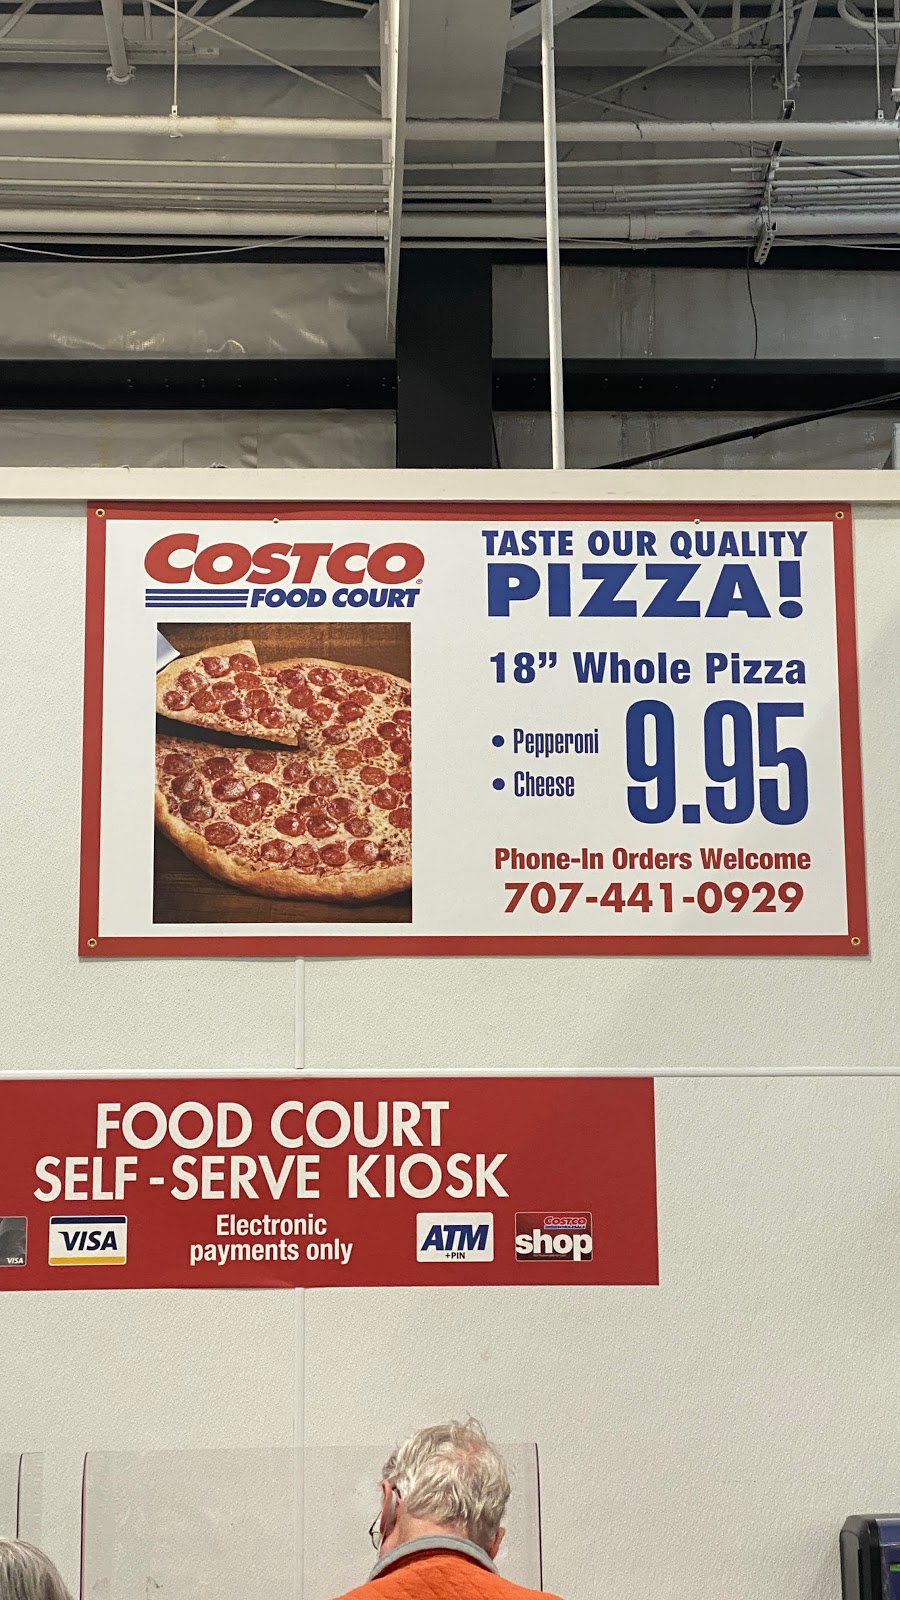 COSTCO
FOOD COURT
TASTE OUR QUALITY
PIZZA!
18” Whole Pizza
• Pepperoni
• Cheese
9.95
Phone-In Orders Welcome
707-441-0929
FOOD COURT
SELF-SERVE KIOSK
Electronic
payments only
VISA
VISA
ATM
+PIN
COSTCO
shop